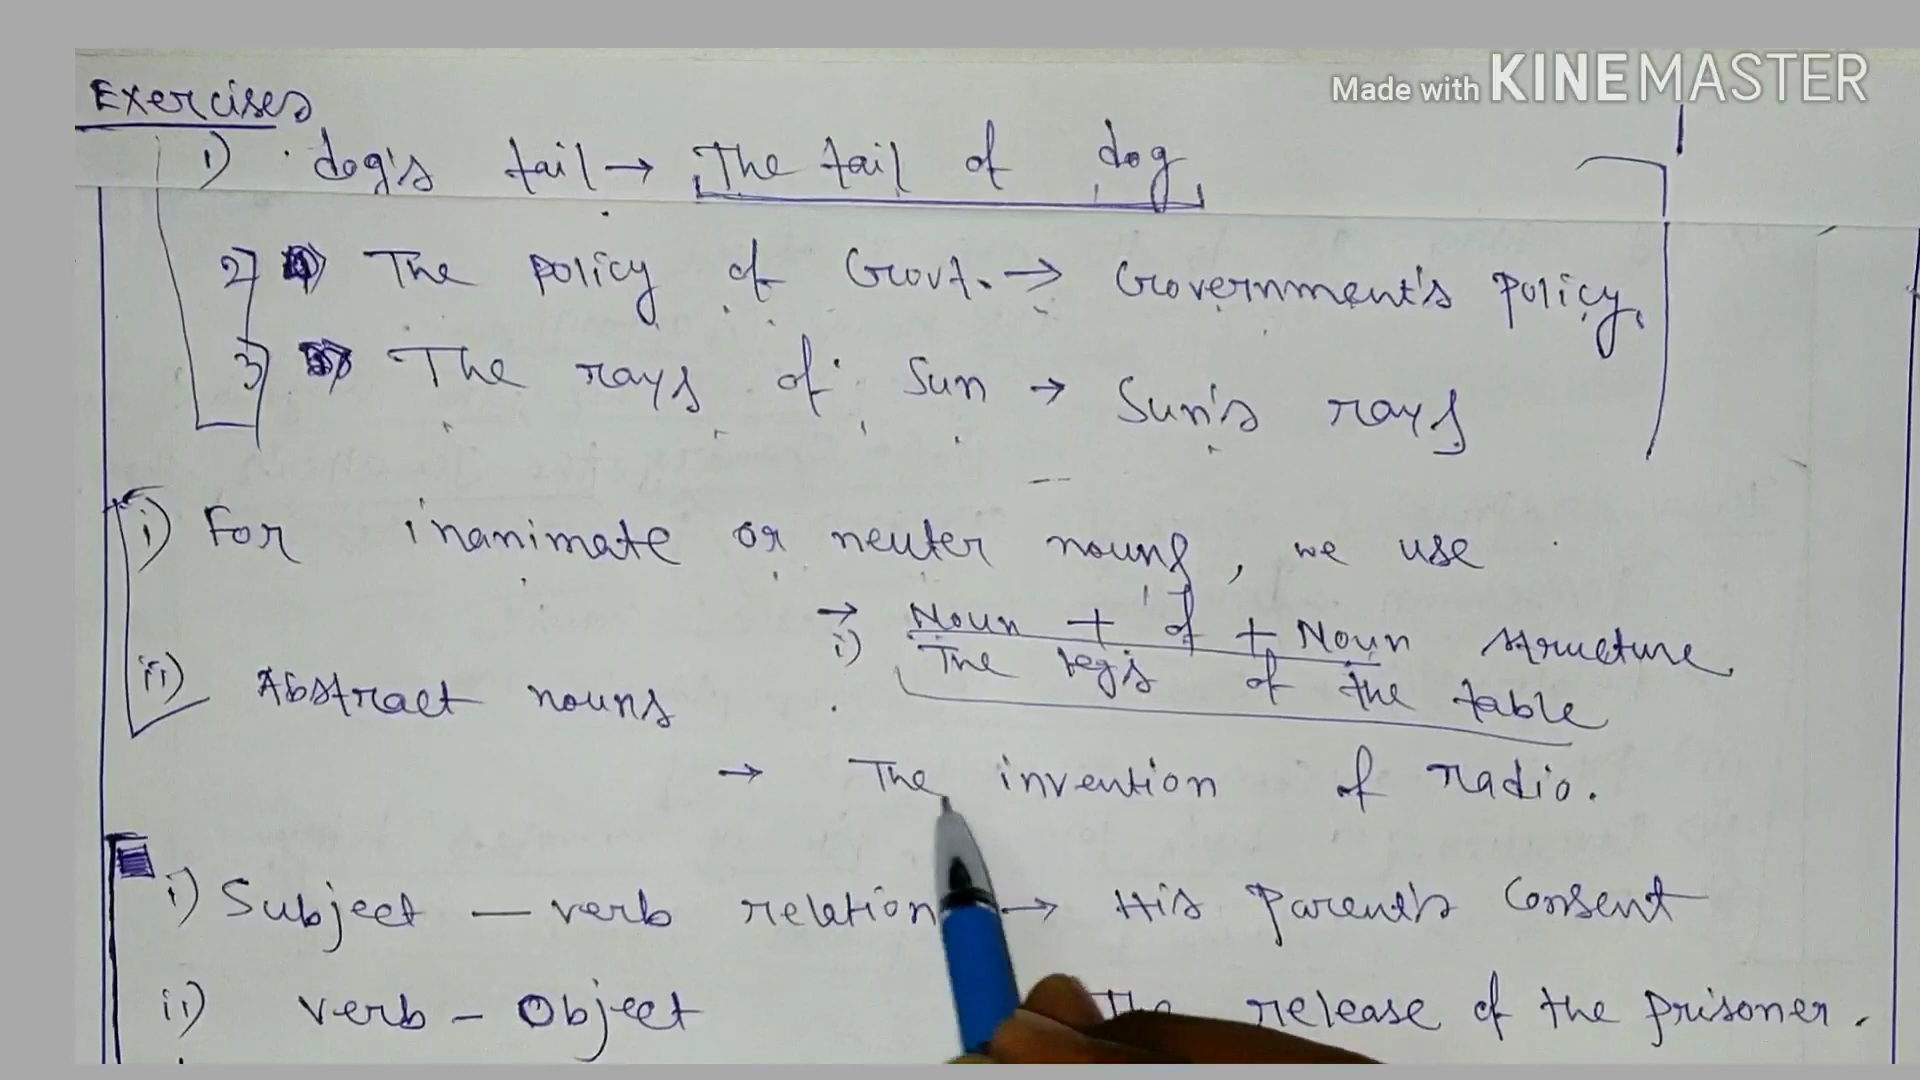 Made with KINEMASTER
Exercises
1) dog's tail → The tail of dog
2) The policy of Govt. → Government's policy.
3) The rays of Sun → Sun's rays
i) For inanimate or neuter nouns, we use
→ Noun + of + Noun structure
i) The legs of the table
ii) Abstract nouns
→ The invention of radio.
i) Subject – verb relation → His Parent's Consent
ii) verb – Object The release of the prisoner.